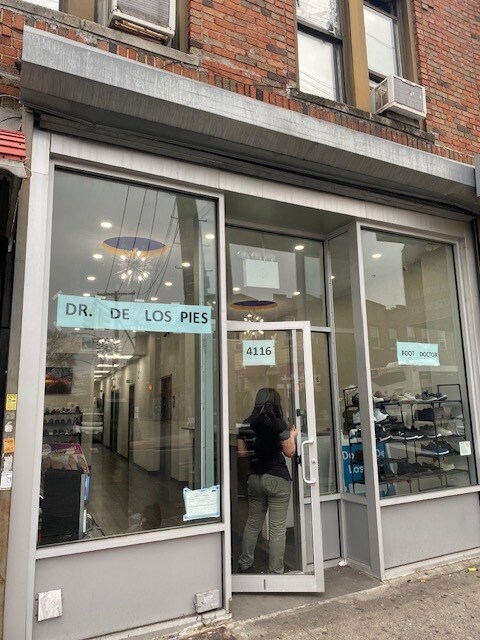 DR. DE LOS PIES
4116
FOOT DOCTOR